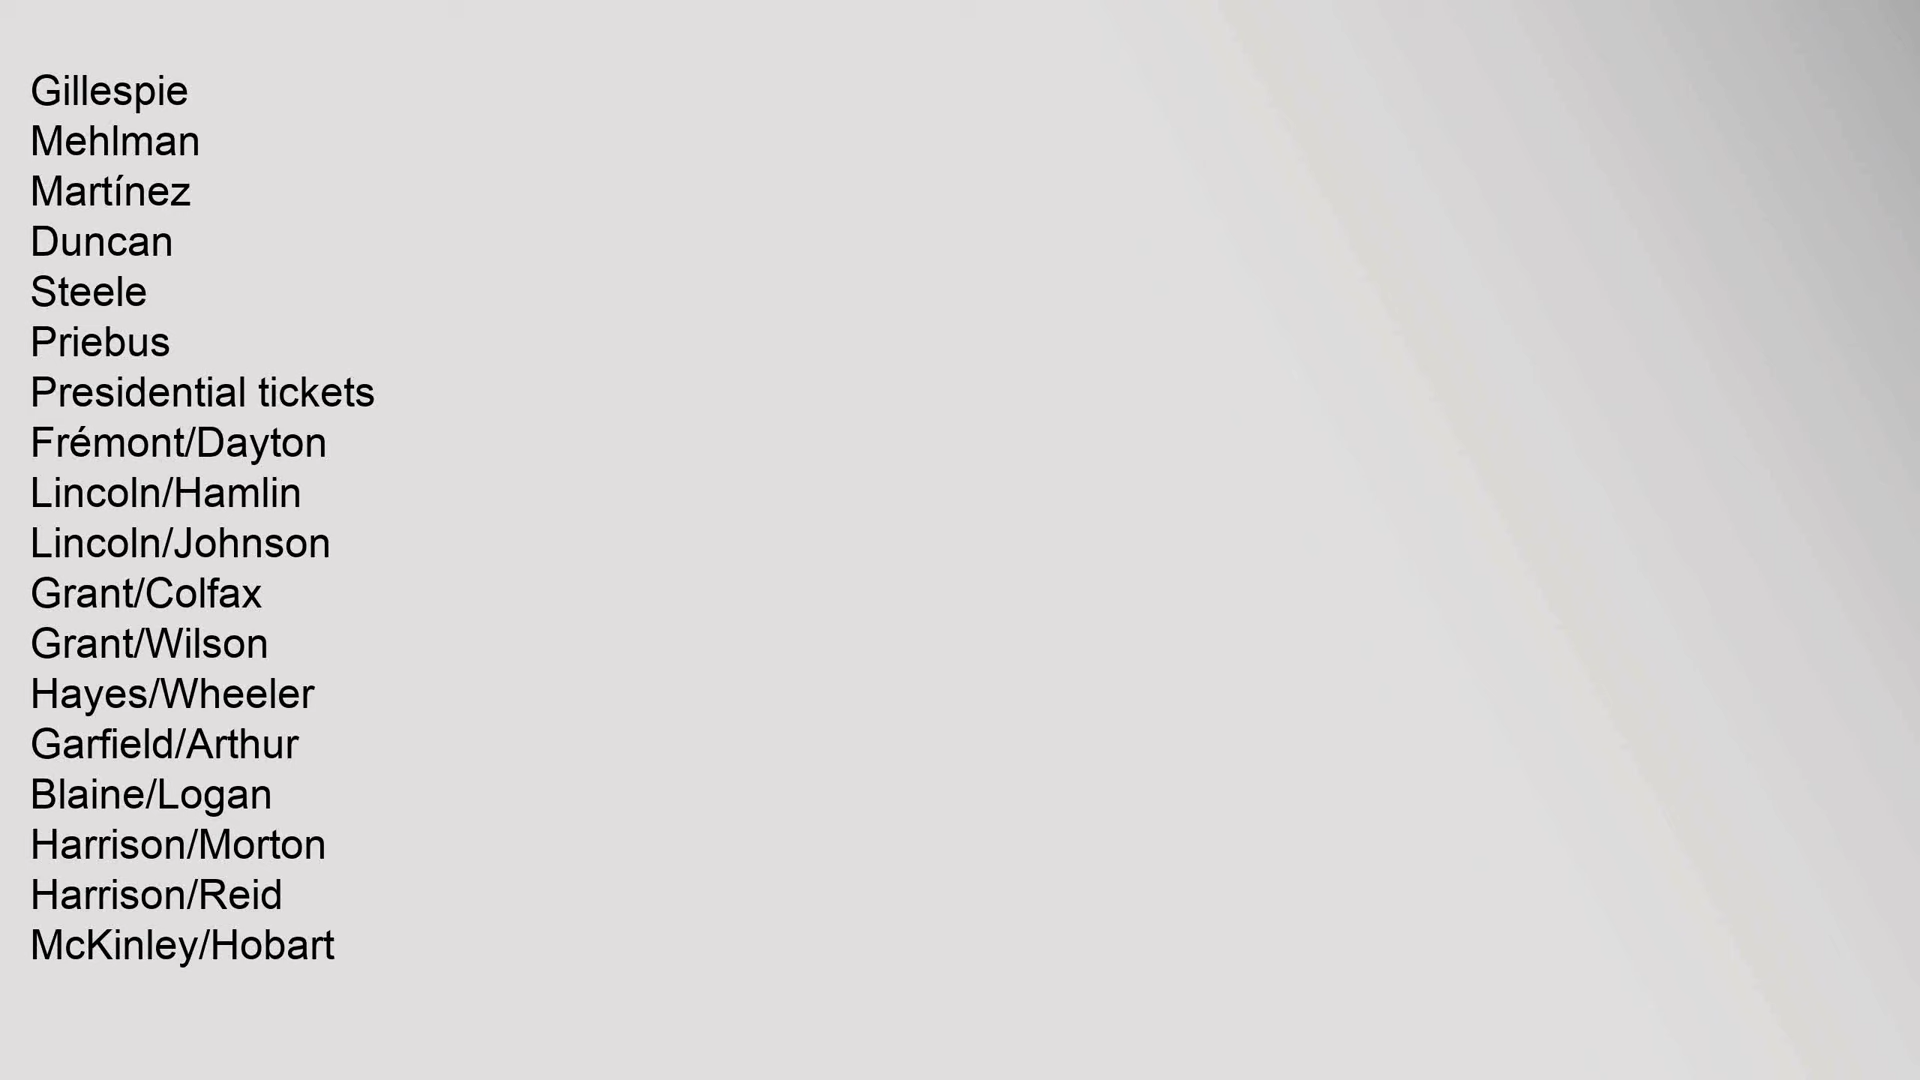 Gillespie
Mehlman
Martínez
Duncan
Steele
Priebus
Presidential tickets
Frémont/Dayton
Lincoln/Hamlin
Lincoln/Johnson
Grant/Colfax
Grant/Wilson
Hayes/Wheeler
Garfield/Arthur
Blaine/Logan
Harrison/Morton
Harrison/Reid
McKinley/Hobart